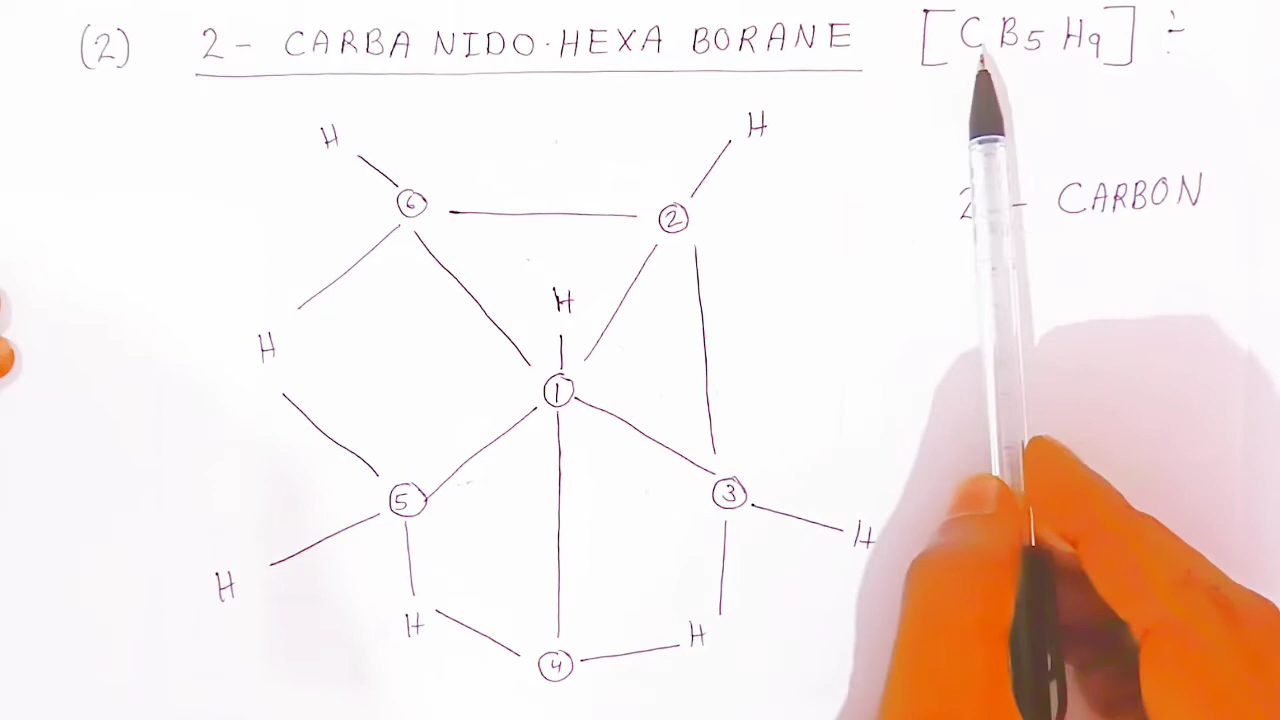 (2) 2- CARBA NIDO·HEXA BORANE [CB5H9] ÷
H H
6 2 2 - CARBON
H
H
1
5 3
H
H
H H
4